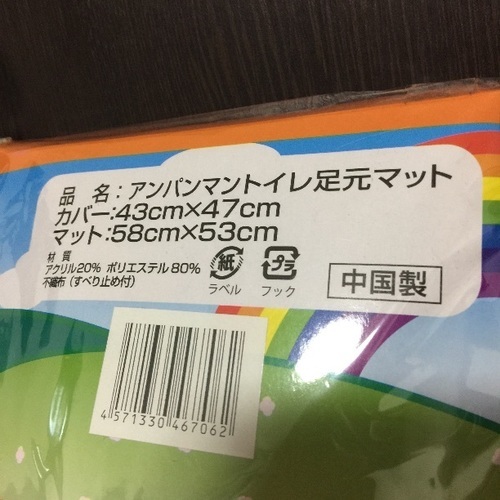 品 名:アンパンマントイレ足元マット
カバー:43cm×47cm
マット:58cm×53cm
材 質
アクリル20% ポリエステル80%
不織布(すべり止め付)
紙
ラベル
プラ
フック
中国製
4571330467062